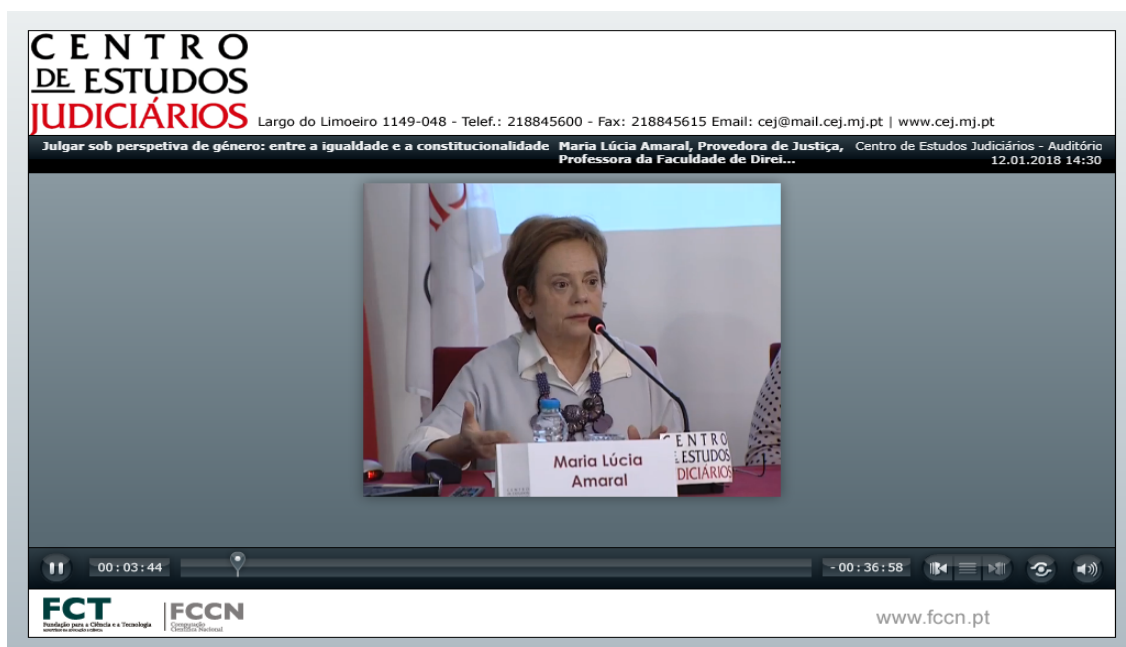 CENTRO
DE ESTUDOS
JUDICIÁRIOS
Largo do Limoeiro 1149-048 - Telef.: 218845600 - Fax: 218845615 Email: cej@mail.cej.mj.pt | www.cej.mj.pt
Julgar sob perspetiva de género: entre a igualdade e a constitucionalidade
Maria Lúcia Amaral, Provedora de Justiça,
Professora da Faculdade de Direi...
Centro de Estudos Judiciários - Auditório
12.01.2018 14:30
Maria Lúcia
Amaral
CENTRO
E ESTUDOS
DICIÁRIOS
00:03:44
- 00:36:58
FCT
Fundação para a Ciência e a Tecnologia
FCCN
Computação
Científica Nacional
www.fccn.pt